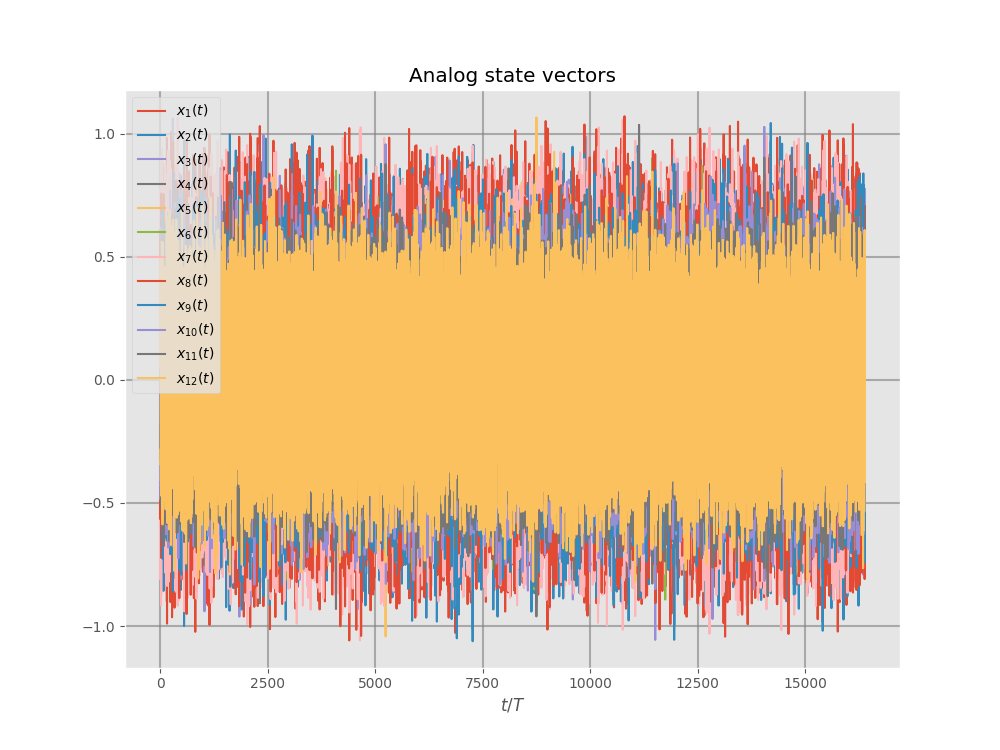 Analog state vectors
x₁(t)
x₂(t)
x₃(t)
x₄(t)
x₅(t)
x₆(t)
x₇(t)
x₈(t)
x₉(t)
x₁₀(t)
x₁₁(t)
x₁₂(t)
1.0
0.5
0.0
−0.5
−1.0
0 2500 5000 7500 10000 12500 15000
t/T